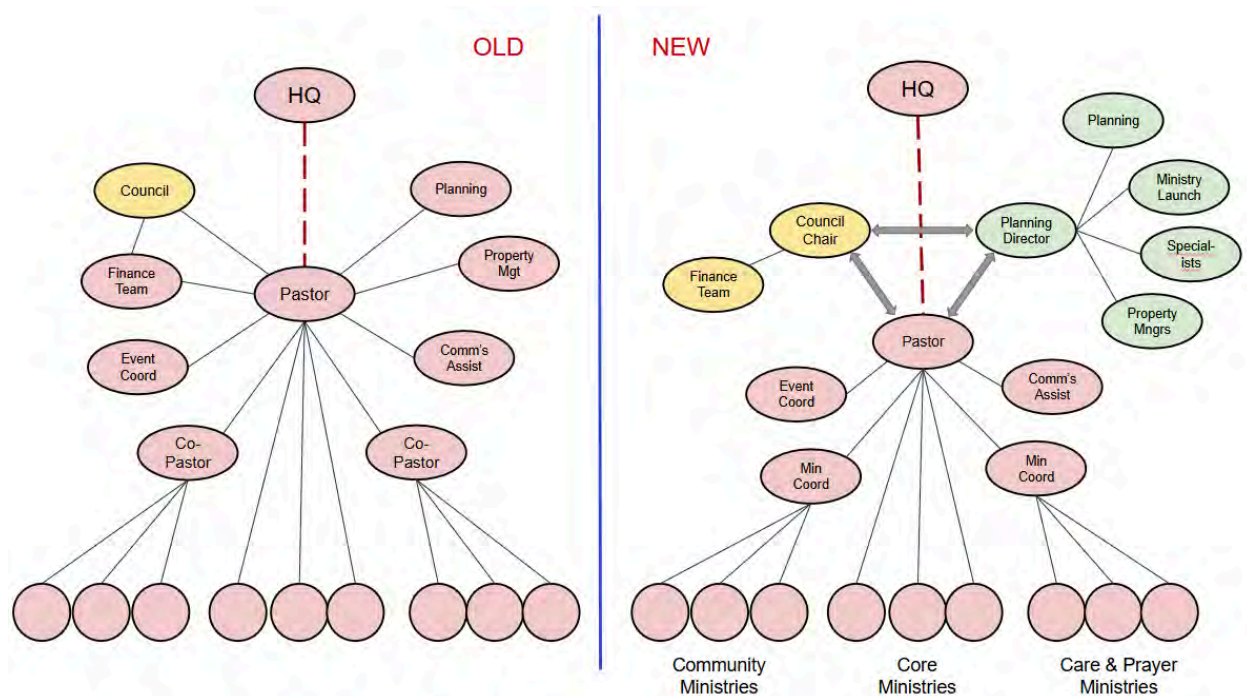 OLD
HQ
Council
Planning
Finance
Team
Property
Mgt
Pastor
Event
Coord
Comm's
Assist
Co-
Pastor
Co-
Pastor
NEW
HQ
Planning
Ministry
Launch
Council
Chair
Planning
Director
Special-
ists
Finance
Team
Property
Mngrs
Pastor
Event
Coord
Comm's
Assist
Min
Coord
Min
Coord
Community
Ministries
Core
Ministries
Care & Prayer
Ministries